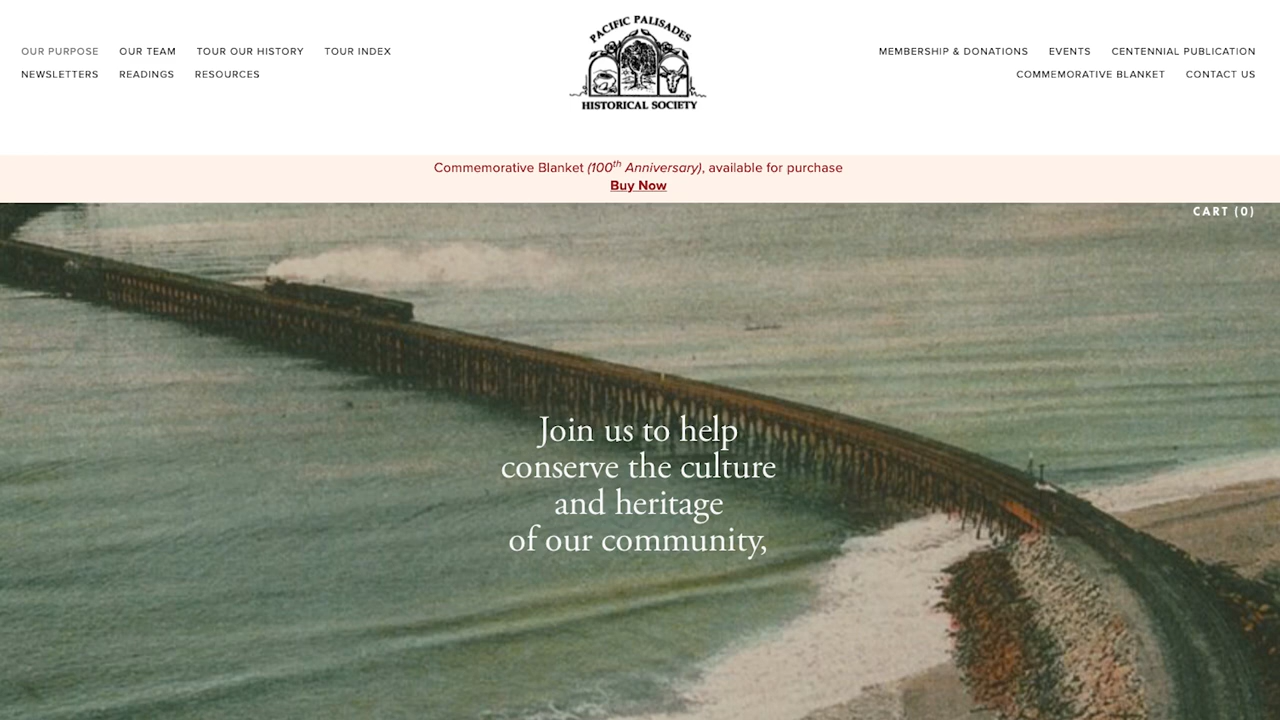 OUR PURPOSE OUR TEAM TOUR OUR HISTORY TOUR INDEX
NEWSLETTERS READINGS RESOURCES
PACIFIC PALISADES
HISTORICAL SOCIETY
MEMBERSHIP & DONATIONS EVENTS CENTENNIAL PUBLICATION
COMMEMORATIVE BLANKET CONTACT US
Commemorative Blanket (100th Anniversary), available for purchase
Buy Now
CART (0)
Join us to help
conserve the culture
and heritage
of our community,